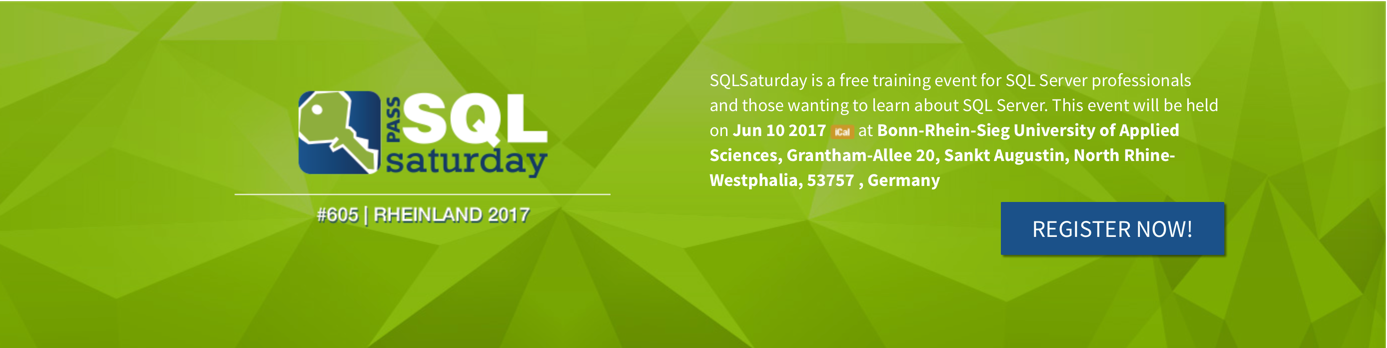 PASS
SQL
saturday
#605 | RHEINLAND 2017
SQLSaturday is a free training event for SQL Server professionals
and those wanting to learn about SQL Server. This event will be held
on Jun 10 2017 iCal at Bonn-Rhein-Sieg University of Applied
Sciences, Grantham-Allee 20, Sankt Augustin, North Rhine-
Westphalia, 53757 , Germany
REGISTER NOW!